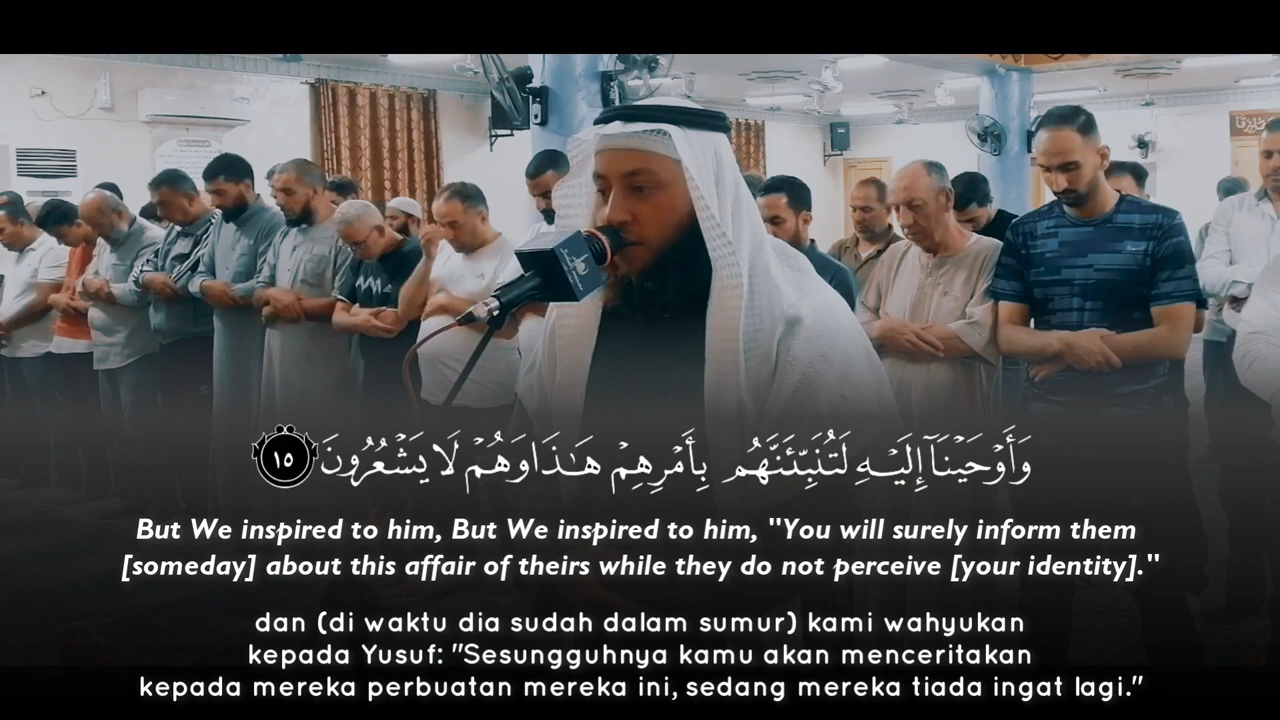 وَأَوْحَيْنَآ إِلَيْهِ لَتُنَبِّئَنَّهُم بِأَمْرِهِمْ هَـٰذَا وَهُمْ لَا يَشْعُرُونَ ١٥
But We inspired to him, But We inspired to him, "You will surely inform them
[someday] about this affair of theirs while they do not perceive [your identity]."
dan (di waktu dia sudah dalam sumur) kami wahyukan
kepada Yusuf: "Sesungguhnya kamu akan menceritakan
kepada mereka perbuatan mereka ini, sedang mereka tiada ingat lagi."